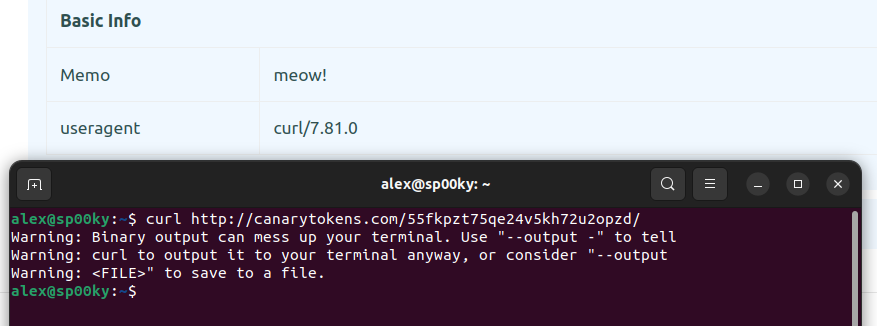 Basic Info
Memo meow!
useragent curl/7.81.0
alex@sp00ky: ~
alex@sp00ky:~$ curl http://canarytokens.com/55fkpzt75qe24v5kh72u2opzd/
Warning: Binary output can mess up your terminal. Use "--output -" to tell
Warning: curl to output it to your terminal anyway, or consider "--output
Warning: <FILE>" to save to a file.
alex@sp00ky:~$